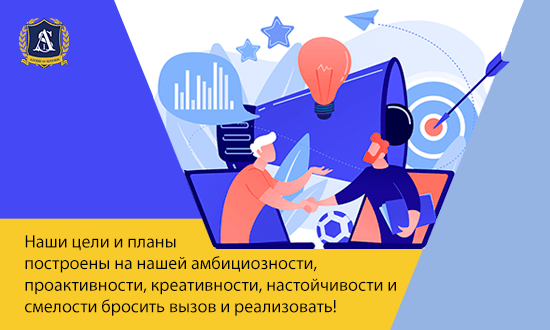 Наши цели и планы
построены на нашей амбициозности,
проактивности, креативности, настойчивости и
смелости бросить вызов и реализовать!